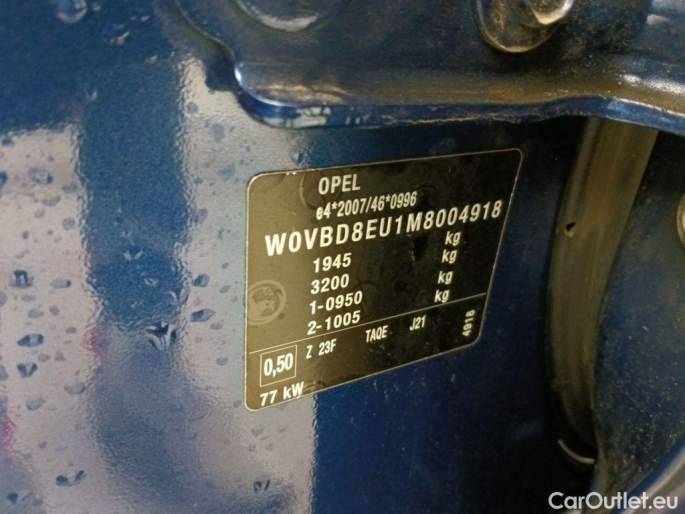 OPEL
e4*2007/46*0996
W0VBD8EU1M8004918
1945 kg
3200 kg
1-0950 kg
2-1005 kg
0,50 Z 23F TAQE J21 4918
77 kW
CarOutlet.eu